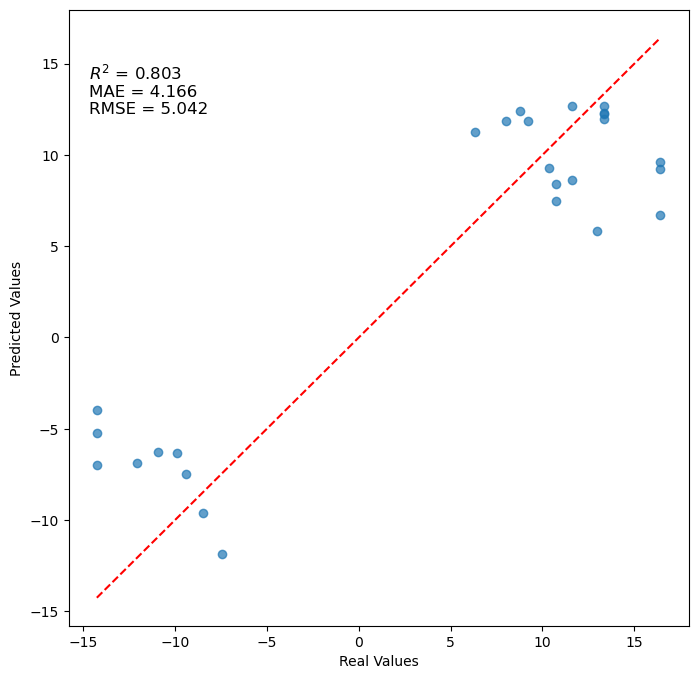 R² = 0.803
MAE = 4.166
RMSE = 5.042
15
10
5
0
−5
−10
−15
Predicted Values
−15
−10
−5
0
5
10
15
Real Values